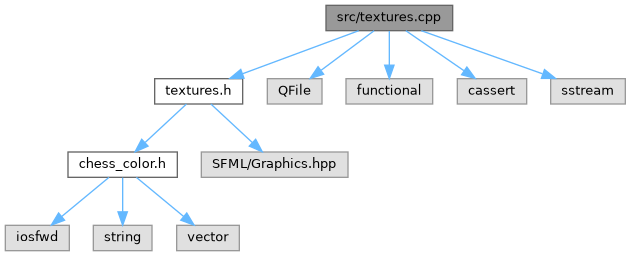 src/textures.cpp
textures.h
QFile
functional
cassert
sstream
chess_color.h
SFML/Graphics.hpp
iosfwd
string
vector